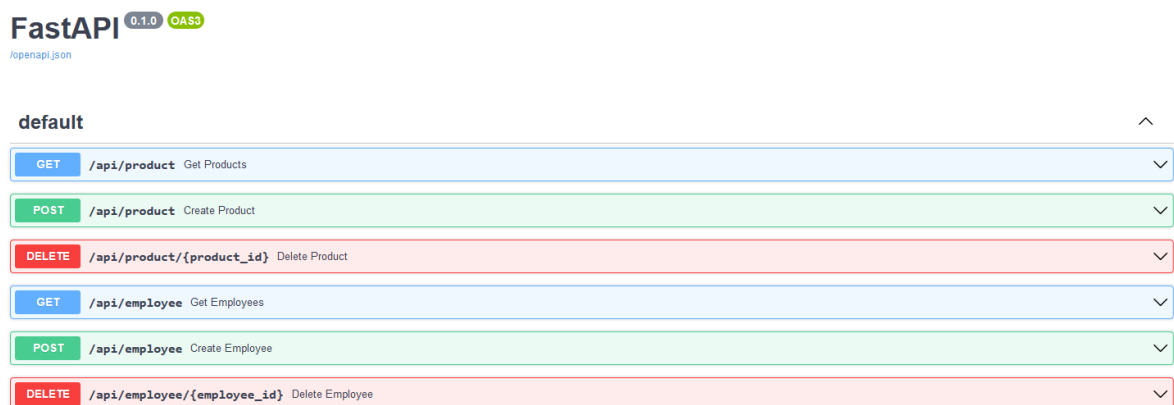 FastAPI 0.1.0 OAS3
/openapi.json
default
GET /api/product Get Products
POST /api/product Create Product
DELETE /api/product/{product_id} Delete Product
GET /api/employee Get Employees
POST /api/employee Create Employee
DELETE /api/employee/{employee_id} Delete Employee